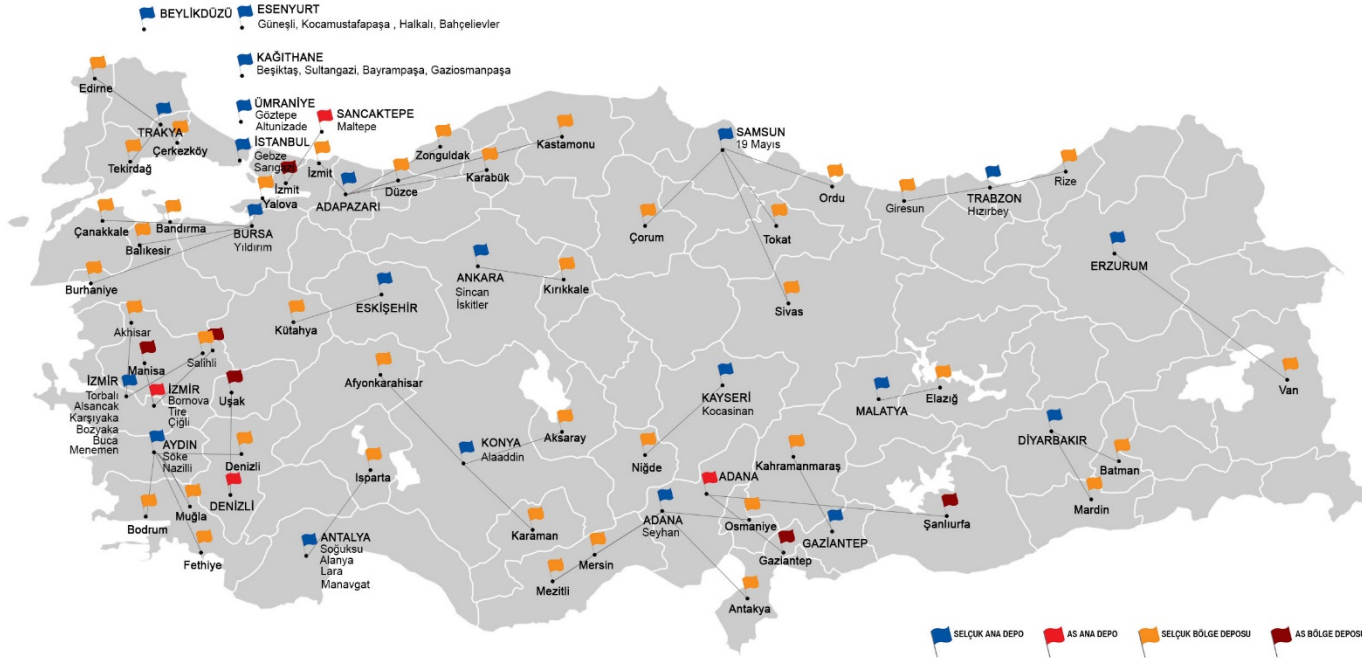 BEYLİKDÜZÜ
ESENYURT
Güneşli, Kocamustafapaşa , Halkalı, Bahçelievler
KAĞITHANE
Beşiktaş, Sultangazi, Bayrampaşa, Gaziosmanpaşa
Edirne
ÜMRANİYE
Göztepe
Altunizade
SANCAKTEPE
Maltepe
TRAKYA
Çerkezköy
Tekirdağ
İSTANBUL
Gebze
Sarıgazi
İzmit
İzmit
Yalova
ADAPAZARI
Düzce
Zonguldak
Karabük
Kastamonu
SAMSUN
19 Mayıs
Ordu
Giresun
TRABZON
Hızırbey
Rize
Çanakkale
Bandırma
Balıkesir
BURSA
Yıldırım
Burhaniye
Çorum
Tokat
Sivas
ERZURUM
ANKARA
Sincan
İskitler
Kırıkkale
ESKİŞEHİR
Kütahya
Akhisar
Salihli
Manisa
Uşak
Afyonkarahisar
İZMİR
Torbalı
Alsancak
Karşıyaka
Bozyaka
Buca
Menemen
İZMİR
Bornova
Tire
Çiğli
KAYSERİ
Kocasinan
MALATYA
Elazığ
Van
AYDIN
Söke
Nazilli
Denizli
DENİZLİ
Isparta
KONYA
Alaaddin
Aksaray
Niğde
Kahramanmaraş
DİYARBAKIR
Batman
Mardin
Bodrum
Muğla
Fethiye
ANTALYA
Soğuksu
Alanya
Lara
Manavgat
Karaman
Mersin
Mezitli
ADANA
Seyhan
ADANA
Osmaniye
GAZİANTEP
Gaziantep
Şanlıurfa
Antakya
SELÇUK ANA DEPO
AS ANA DEPO
SELÇUK BÖLGE DEPOSU
AS BÖLGE DEPOSU